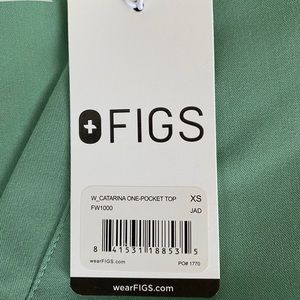 FIGS
W_CATARINA ONE-POCKET TOP XS
FW1000 JAD
8 41531 18853 5
wearFIGS.com PO# 1770
wearFIGS.com